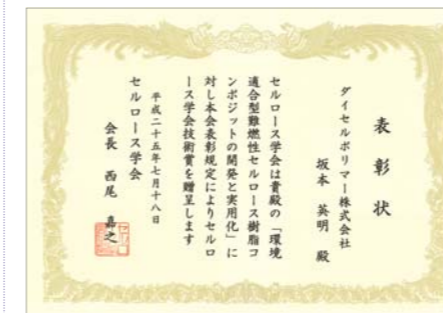 表彰状
ダイセルポリマー株式会社
坂本 英明 殿
セルロース学会は貴殿の「環境
適合型難燃性セルロース樹脂コ
ンポジットの開発と実用化」に
対し本会表彰規定によりセルロ
ース学会技術賞を贈呈します
平成二十五年七月十八日
セルロース学会
会長 西尾 嘉之